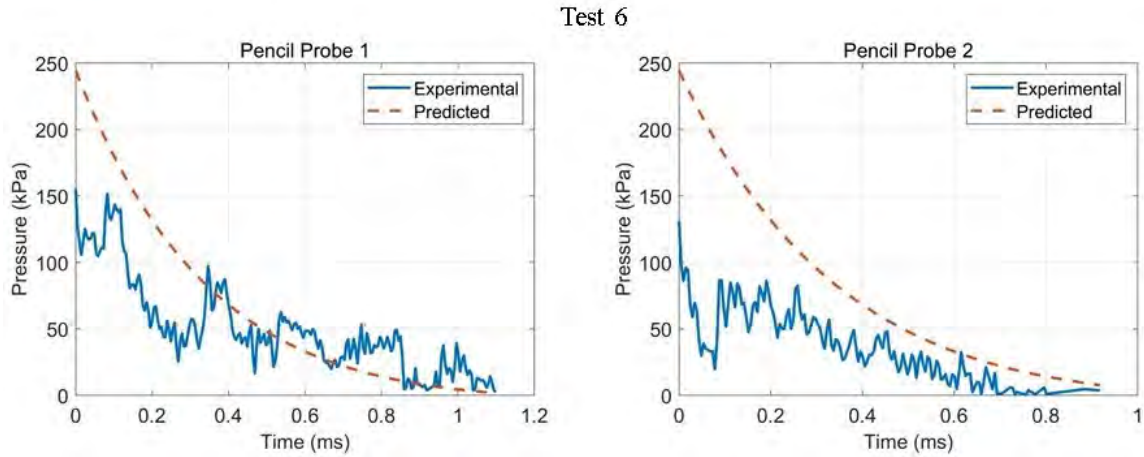 Test 6
Pencil Probe 1
250
200
150
100
50
0
Pressure (kPa)
0 0.2 0.4 0.6 0.8 1 1.2
Time (ms)
Experimental
Predicted
Pencil Probe 2
250
200
150
100
50
0
Pressure (kPa)
0 0.2 0.4 0.6 0.8 1
Time (ms)
Experimental
Predicted